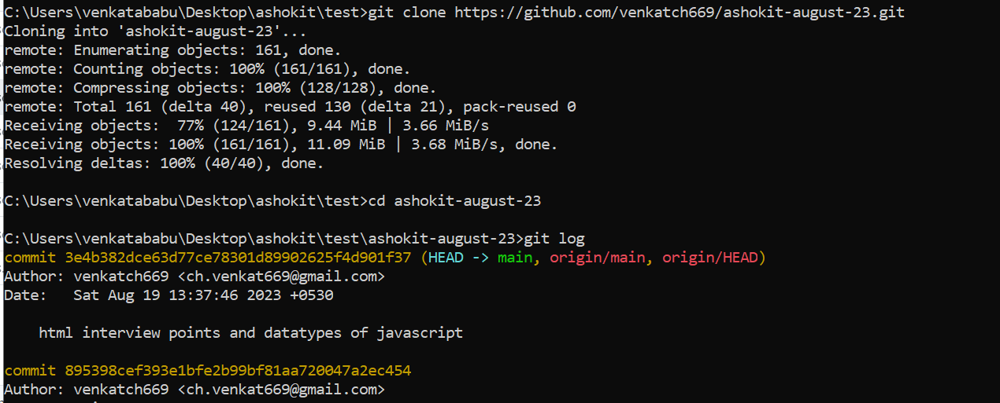 C:\Users\venkatababu\Desktop\ashokit\test>git clone https://github.com/venkatch669/ashokit-august-23.git
Cloning into 'ashokit-august-23'...
remote: Enumerating objects: 161, done.
remote: Counting objects: 100% (161/161), done.
remote: Compressing objects: 100% (128/128), done.
remote: Total 161 (delta 40), reused 130 (delta 21), pack-reused 0
Receiving objects:  77% (124/161), 9.44 MiB | 3.66 MiB/s
Receiving objects: 100% (161/161), 11.09 MiB | 3.68 MiB/s, done.
Resolving deltas: 100% (40/40), done.
C:\Users\venkatababu\Desktop\ashokit\test>cd ashokit-august-23
C:\Users\venkatababu\Desktop\ashokit\test\ashokit-august-23>git log
commit 3e4b382dce63d77ce78301d89902625f4d901f37 (HEAD -> main, origin/main, origin/HEAD)
Author: venkatch669 <ch.venkat669@gmail.com>
Date:   Sat Aug 19 13:37:46 2023 +0530
html interview points and datatypes of javascript
commit 895398cef393e1bfe2b99bf81aa720047a2ec454
Author: venkatch669 <ch.venkat669@gmail.com>